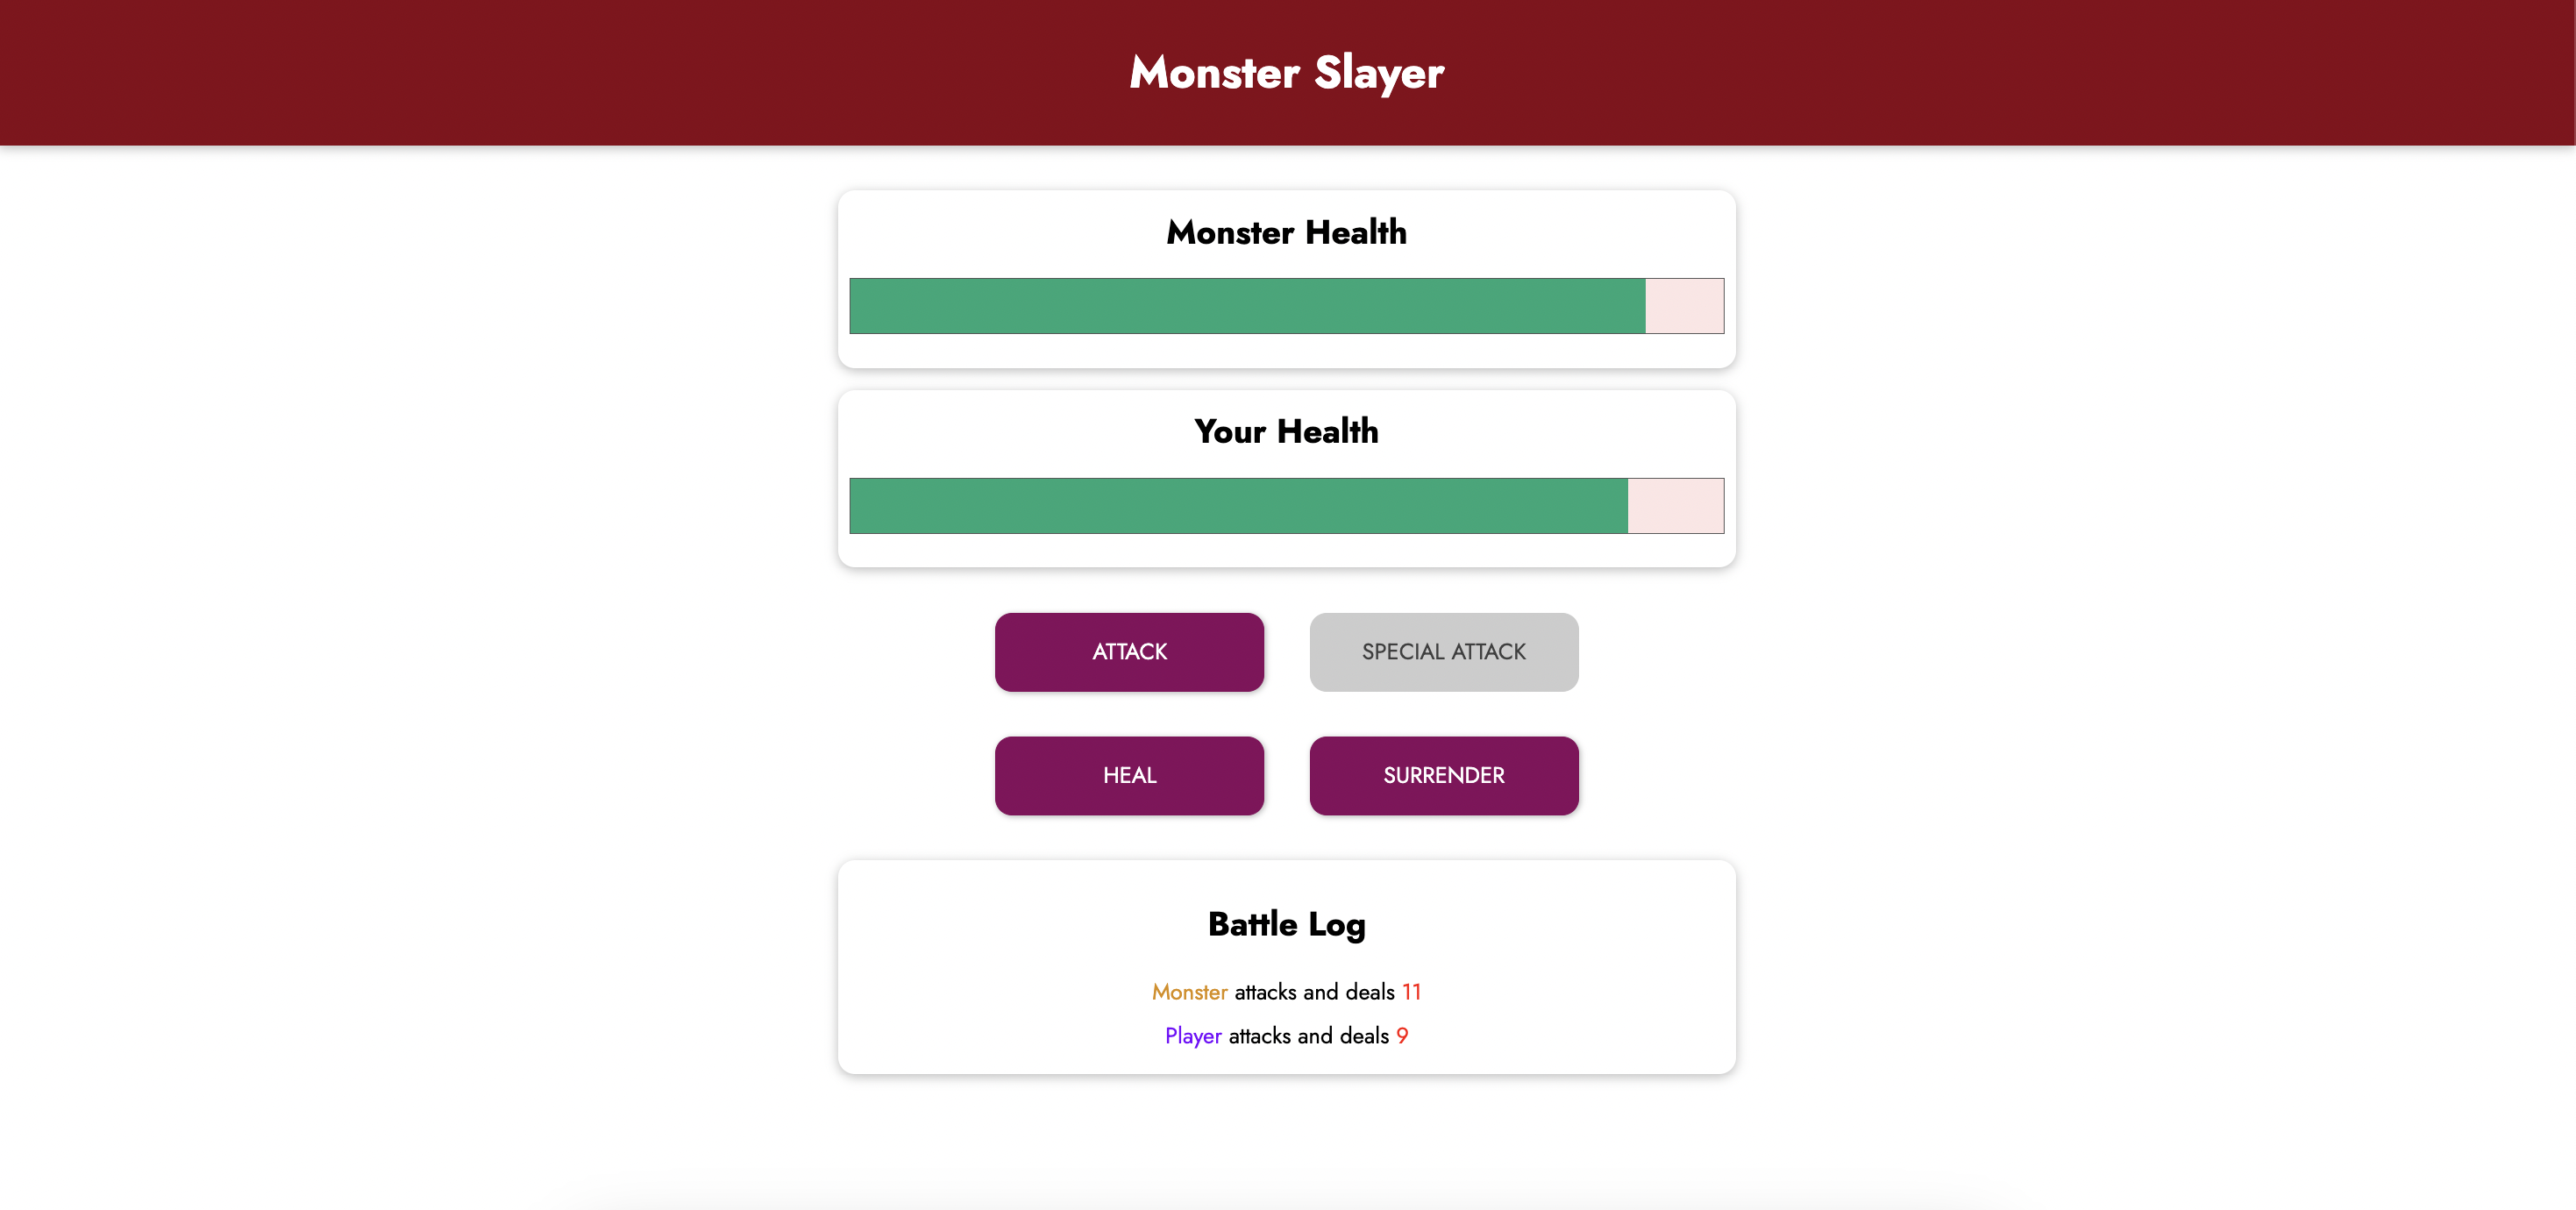 Monster Slayer
Monster Health
Your Health
ATTACK
SPECIAL ATTACK
HEAL
SURRENDER
Battle Log
Monster attacks and deals 11
Player attacks and deals 9